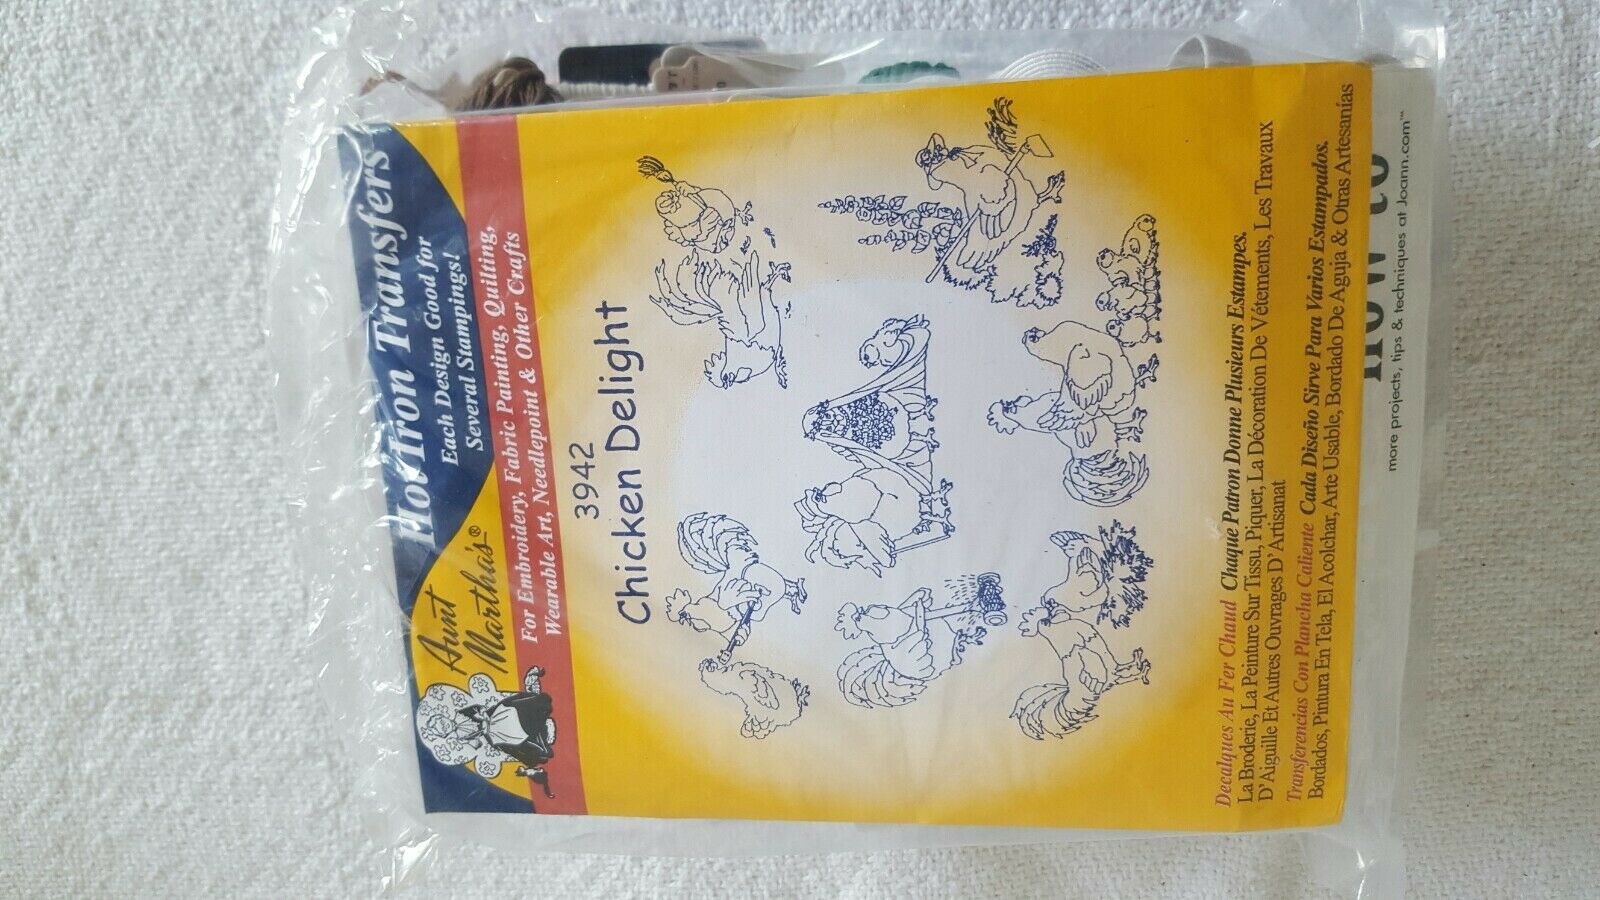 Aunt
Martha's®
Hot Iron Transfers
Each Design Good for
Several Stampings!
For Embroidery, Fabric Painting, Quilting,
Wearable Art, Needlepoint & Other Crafts
3942
Chicken Delight
Decalques Au Fer Chaud Chaque Patron Donne Plusieurs Estampes.
La Broderie, La Peinture Sur Tissu, Piquer, La Décoration De Vétements, Les Travaux
D'Aiguille Et Autres Ouvrages D'Artisanat
Transferencias Con Plancha Caliente Cada Diseño Sirve Para Varios Estampados.
Bordados, Pintura En Tela, El Acolchar, Arte Usable, Bordado De Aguja & Otras Artesanías
how to
more projects, tips & techniques at Joann.com™